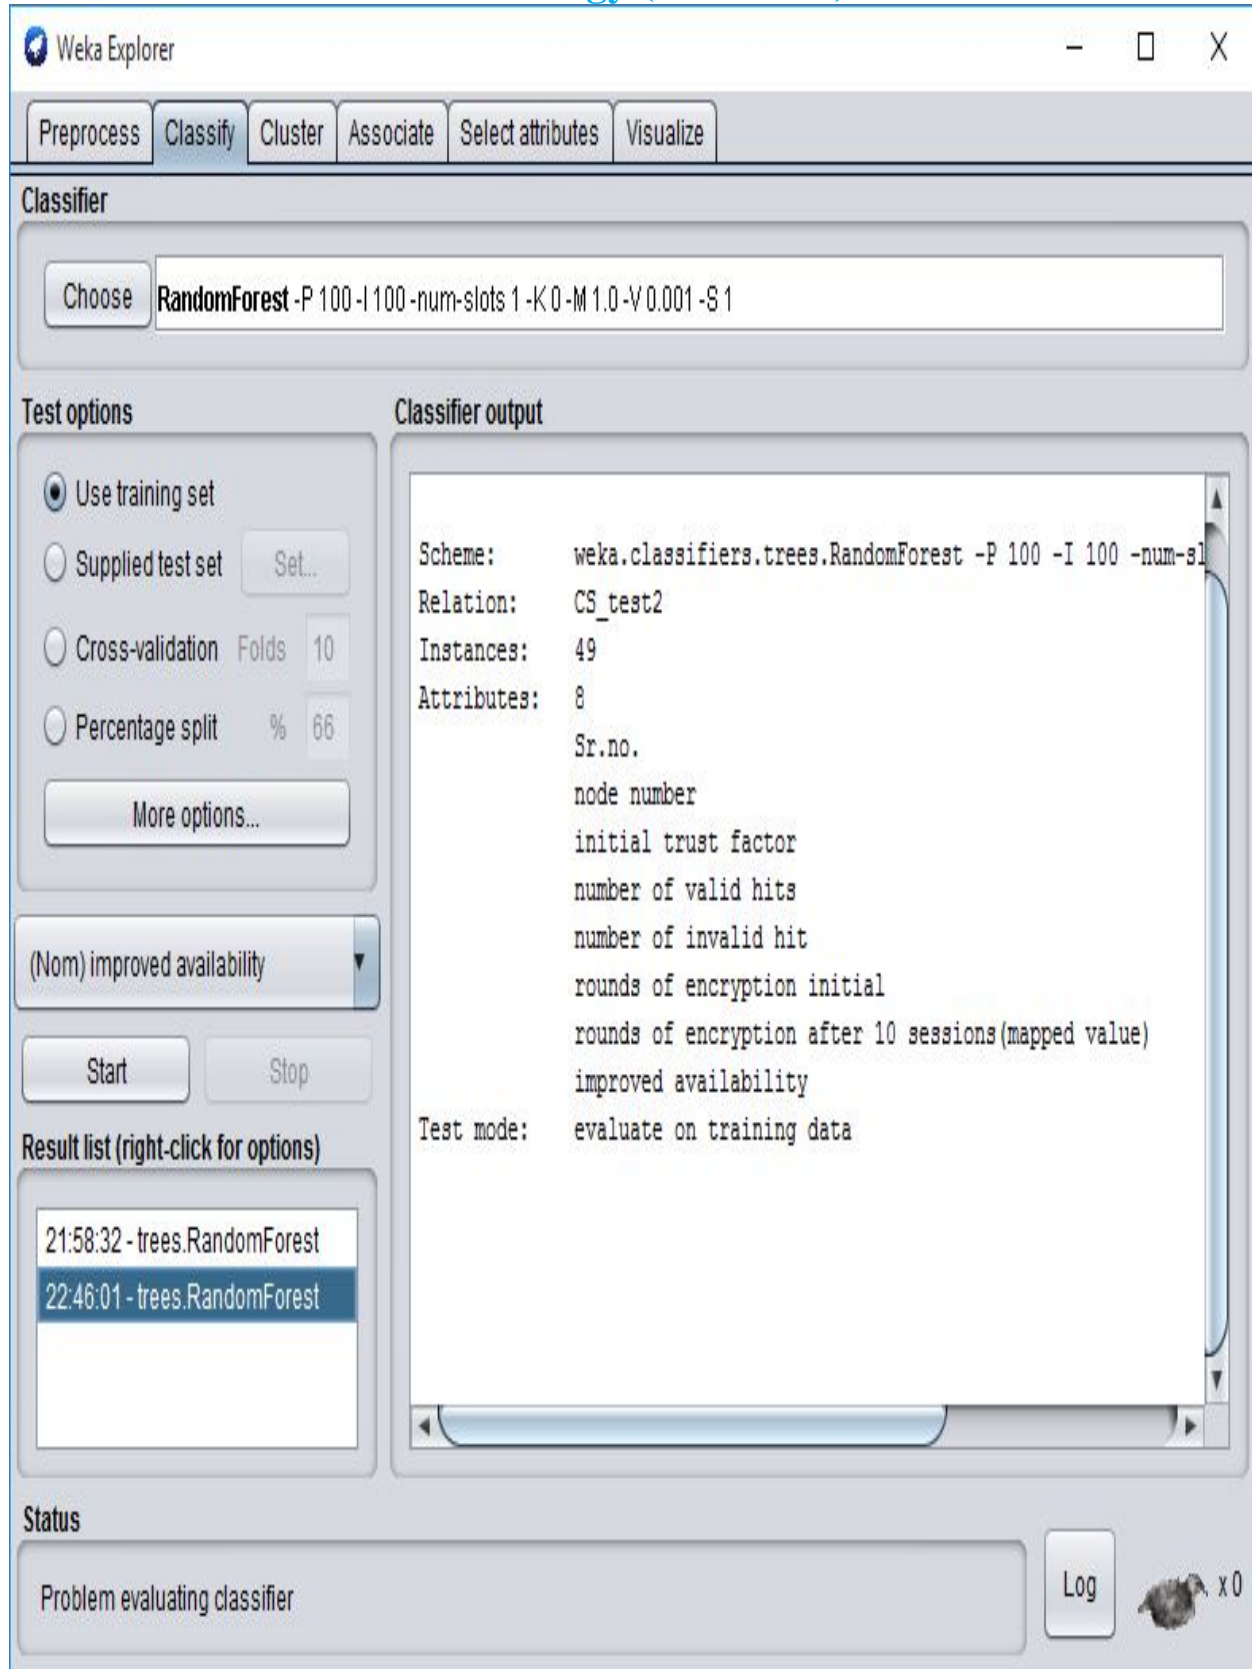 Weka Explorer
Preprocess Classify Cluster Associate Select attributes Visualize
Classifier
Choose RandomForest -P 100 -I 100 -num-slots 1 -K 0 -M 1.0 -V 0.001 -S 1
Test options
Use training set
Supplied test set Set...
Cross-validation Folds 10
Percentage split % 66
More options...
(Nom) improved availability
Start Stop
Result list (right-click for options)
21:58:32 - trees.RandomForest
22:46:01 - trees.RandomForest
Classifier output
Scheme: weka.classifiers.trees.RandomForest -P 100 -I 100 -num-sl
Relation: CS_test2
Instances: 49
Attributes: 8
Sr.no.
node number
initial trust factor
number of valid hits
number of invalid hit
rounds of encryption initial
rounds of encryption after 10 sessions(mapped value)
improved availability
Test mode: evaluate on training data
Status
Problem evaluating classifier
Log x 0